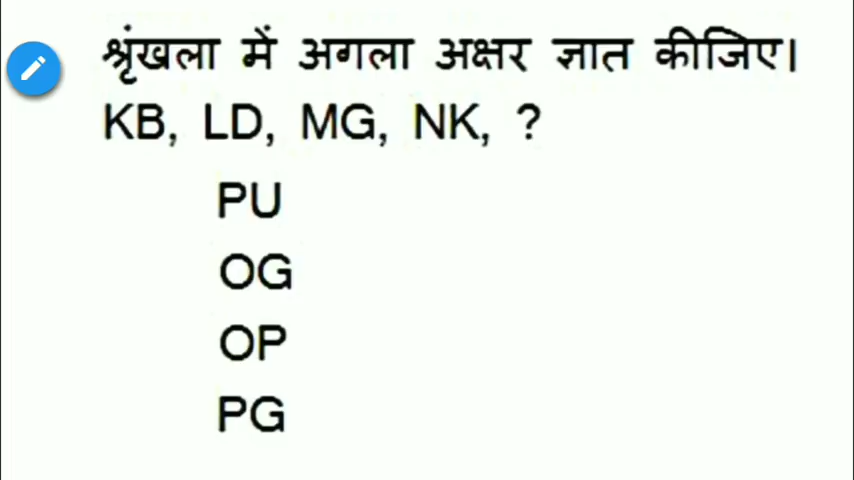 श्रृंखला में अगला अक्षर ज्ञात कीजिए।
KB, LD, MG, NK, ?
PU
OG
OP
PG